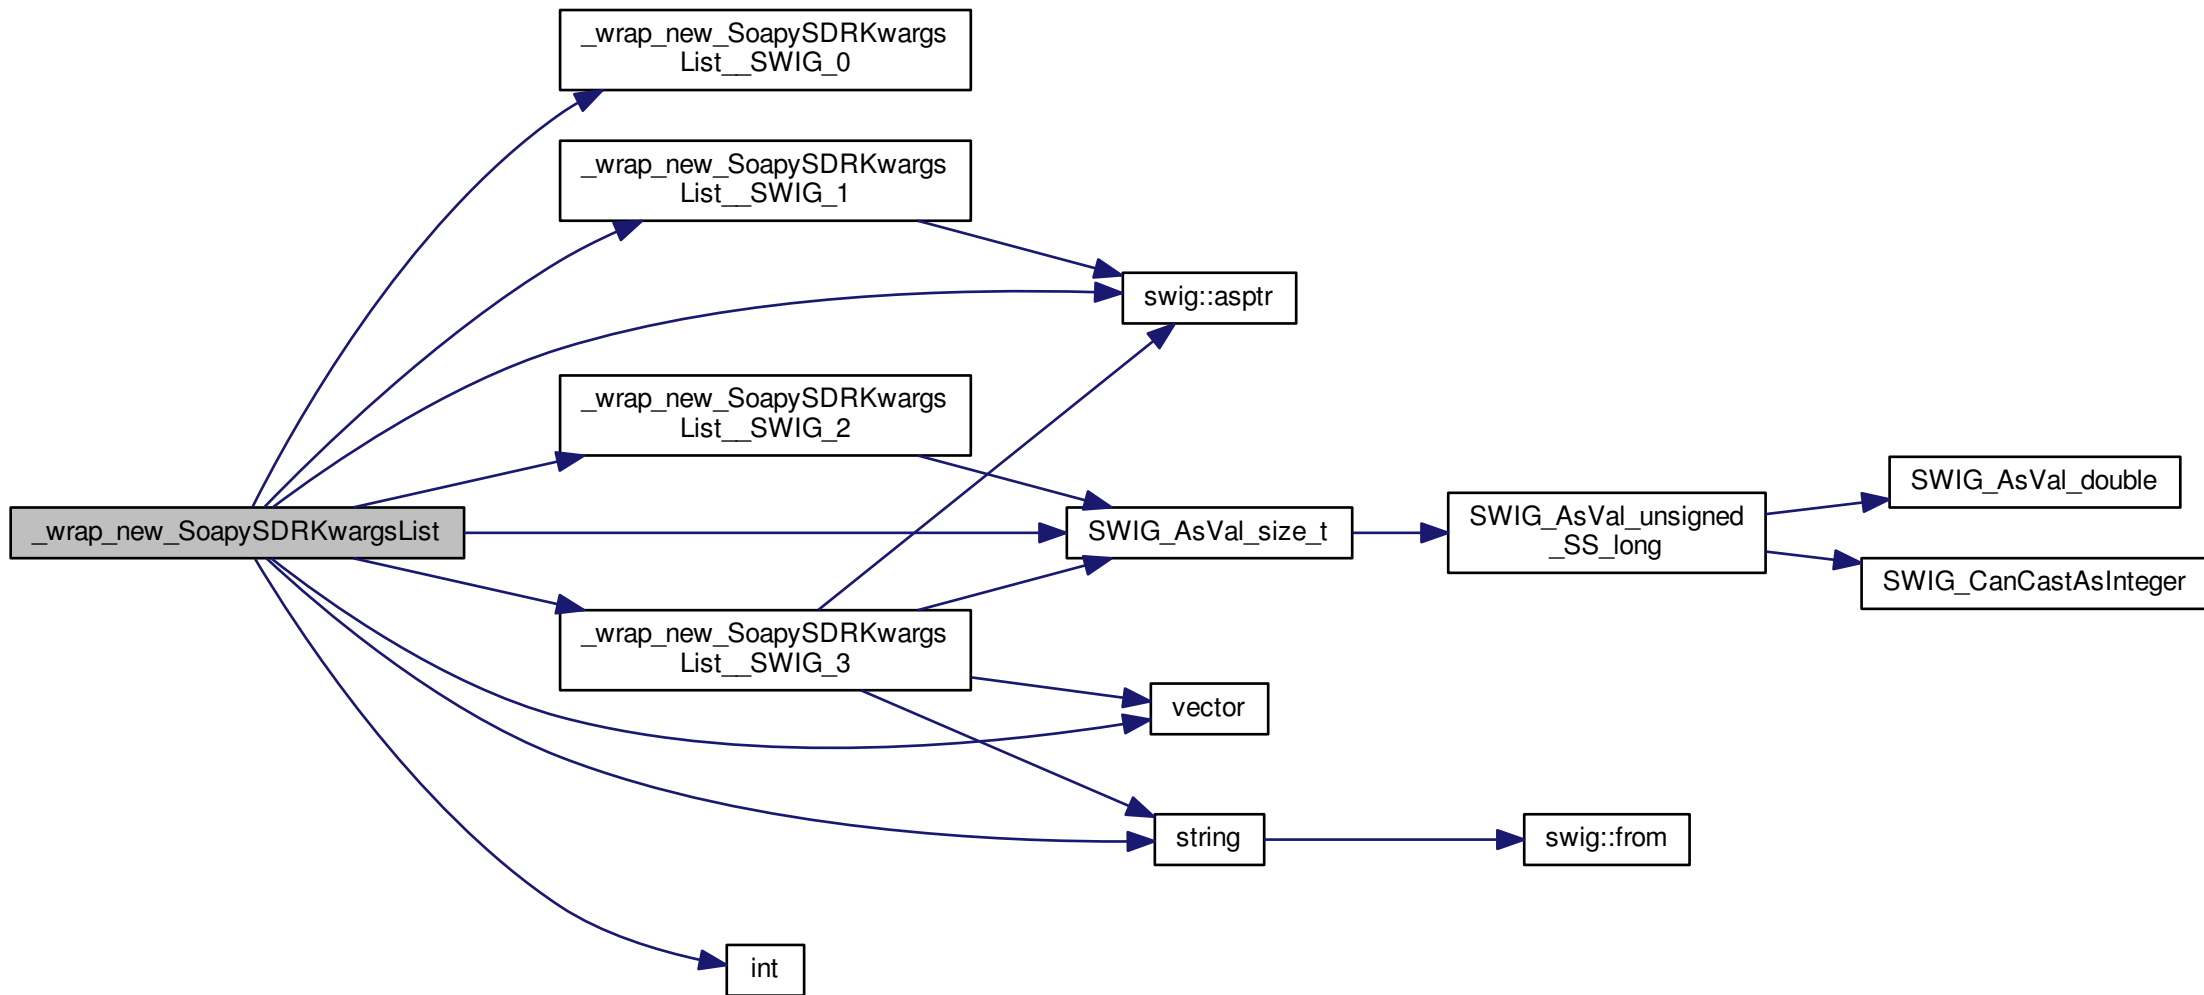 _wrap_new_SoapySDRKwargs
List__SWIG_0
_wrap_new_SoapySDRKwargs
List__SWIG_1
swig::asptr
_wrap_new_SoapySDRKwargs
List__SWIG_2
_wrap_new_SoapySDRKwargsList
SWIG_AsVal_size_t
SWIG_AsVal_unsigned
_SS_long
SWIG_AsVal_double
SWIG_CanCastAsInteger
_wrap_new_SoapySDRKwargs
List__SWIG_3
vector
string
swig::from
int